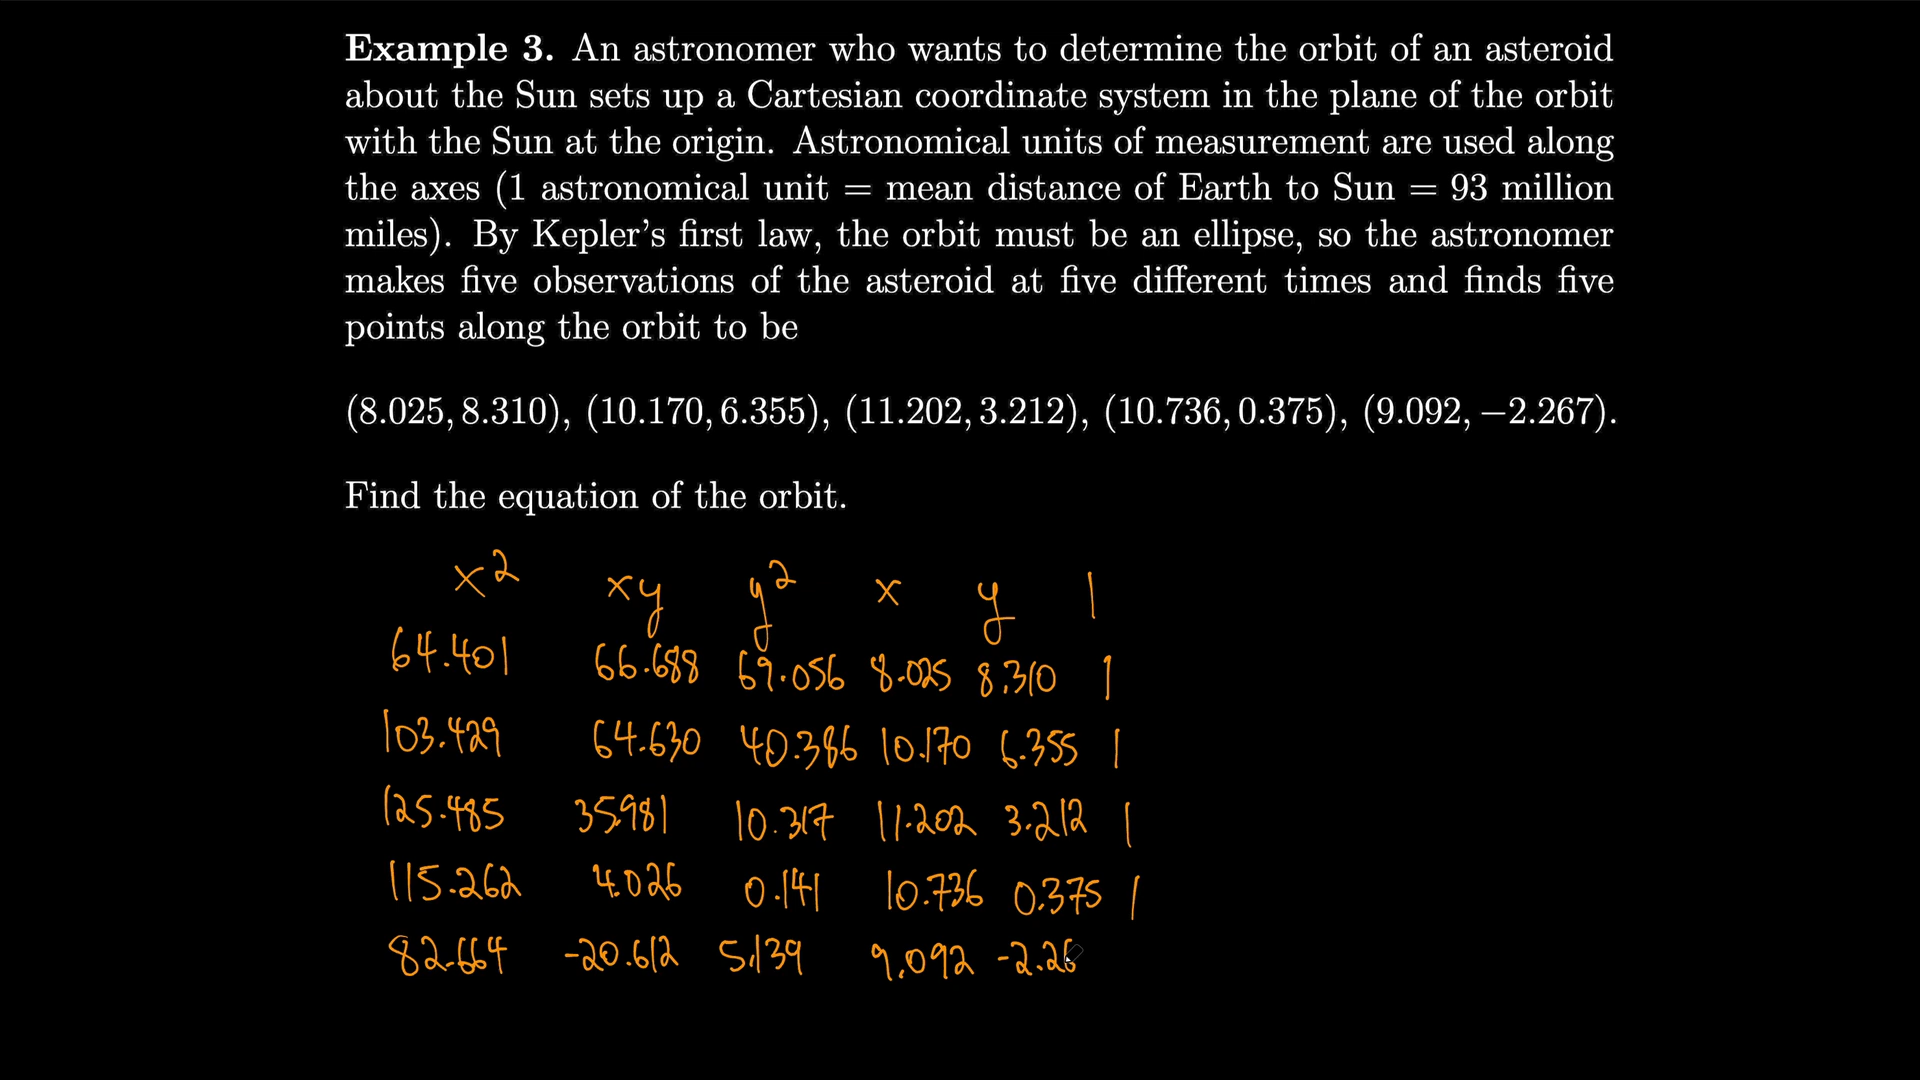 Example 3. An astronomer who wants to determine the orbit of an asteroid
about the Sun sets up a Cartesian coordinate system in the plane of the orbit
with the Sun at the origin. Astronomical units of measurement are used along
the axes (1 astronomical unit = mean distance of Earth to Sun = 93 million
miles). By Kepler's first law, the orbit must be an ellipse, so the astronomer
makes five observations of the asteroid at five different times and finds five
points along the orbit to be
(8.025, 8.310), (10.170, 6.355), (11.202, 3.212), (10.736, 0.375), (9.092, −2.267).
Find the equation of the orbit.
x² xy y² x y 1
64.401 66.688 69.056 8.025 8.310 1
103.429 64.630 40.386 10.170 6.355 1
125.485 35.981 10.317 11.202 3.212 1
115.262 4.026 0.141 10.736 0.375 1
82.664 -20.612 5.139 9.092 -2.26